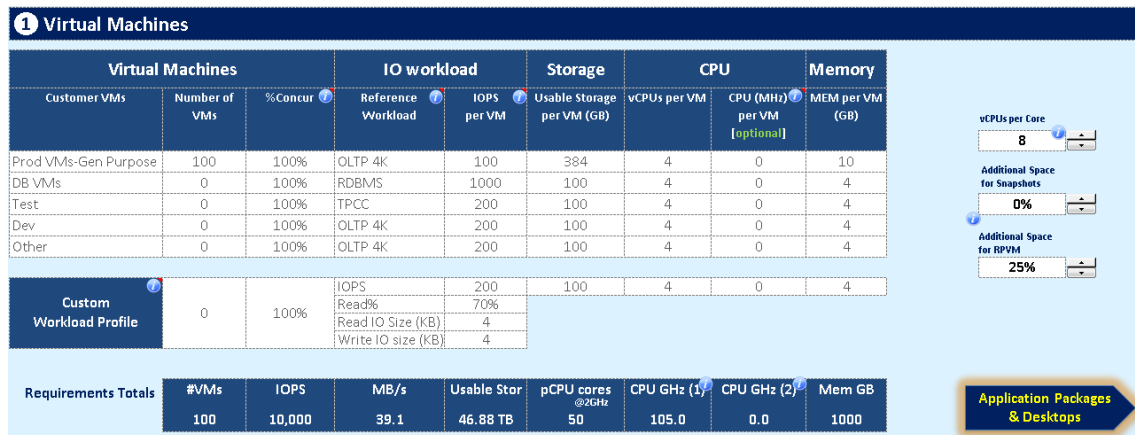 1 Virtual Machines
Virtual Machines IO workload Storage CPU Memory
Customer VMs Number of VMs %Concur Reference Workload IOPS per VM Usable Storage per VM (GB) vCPUs per VM CPU (MHz) per VM [optional] MEM per VM (GB)
Prod VMs-Gen Purpose 100 100% OLTP 4K 100 384 4 0 10
DB VMs 0 100% RDBMS 1000 100 4 0 4
Test 0 100% TPCC 200 100 4 0 4
Dev 0 100% OLTP 4K 200 100 4 0 4
Other 0 100% OLTP 4K 200 100 4 0 4
vCPUs per Core
8
Additional Space
for Snapshots
0%
Additional Space
for RPVM
25%
Custom
Workload Profile
0 100%
IOPS 200 100 4 0 4
Read% 70%
Read IO Size (KB) 4
Write IO size (KB) 4
Requirements Totals
#VMs IOPS MB/s Usable Stor pCPU cores @2GHz CPU GHz (1) CPU GHz (2) Mem GB
100 10,000 39.1 46.88 TB 50 105.0 0.0 1000
Application Packages
& Desktops